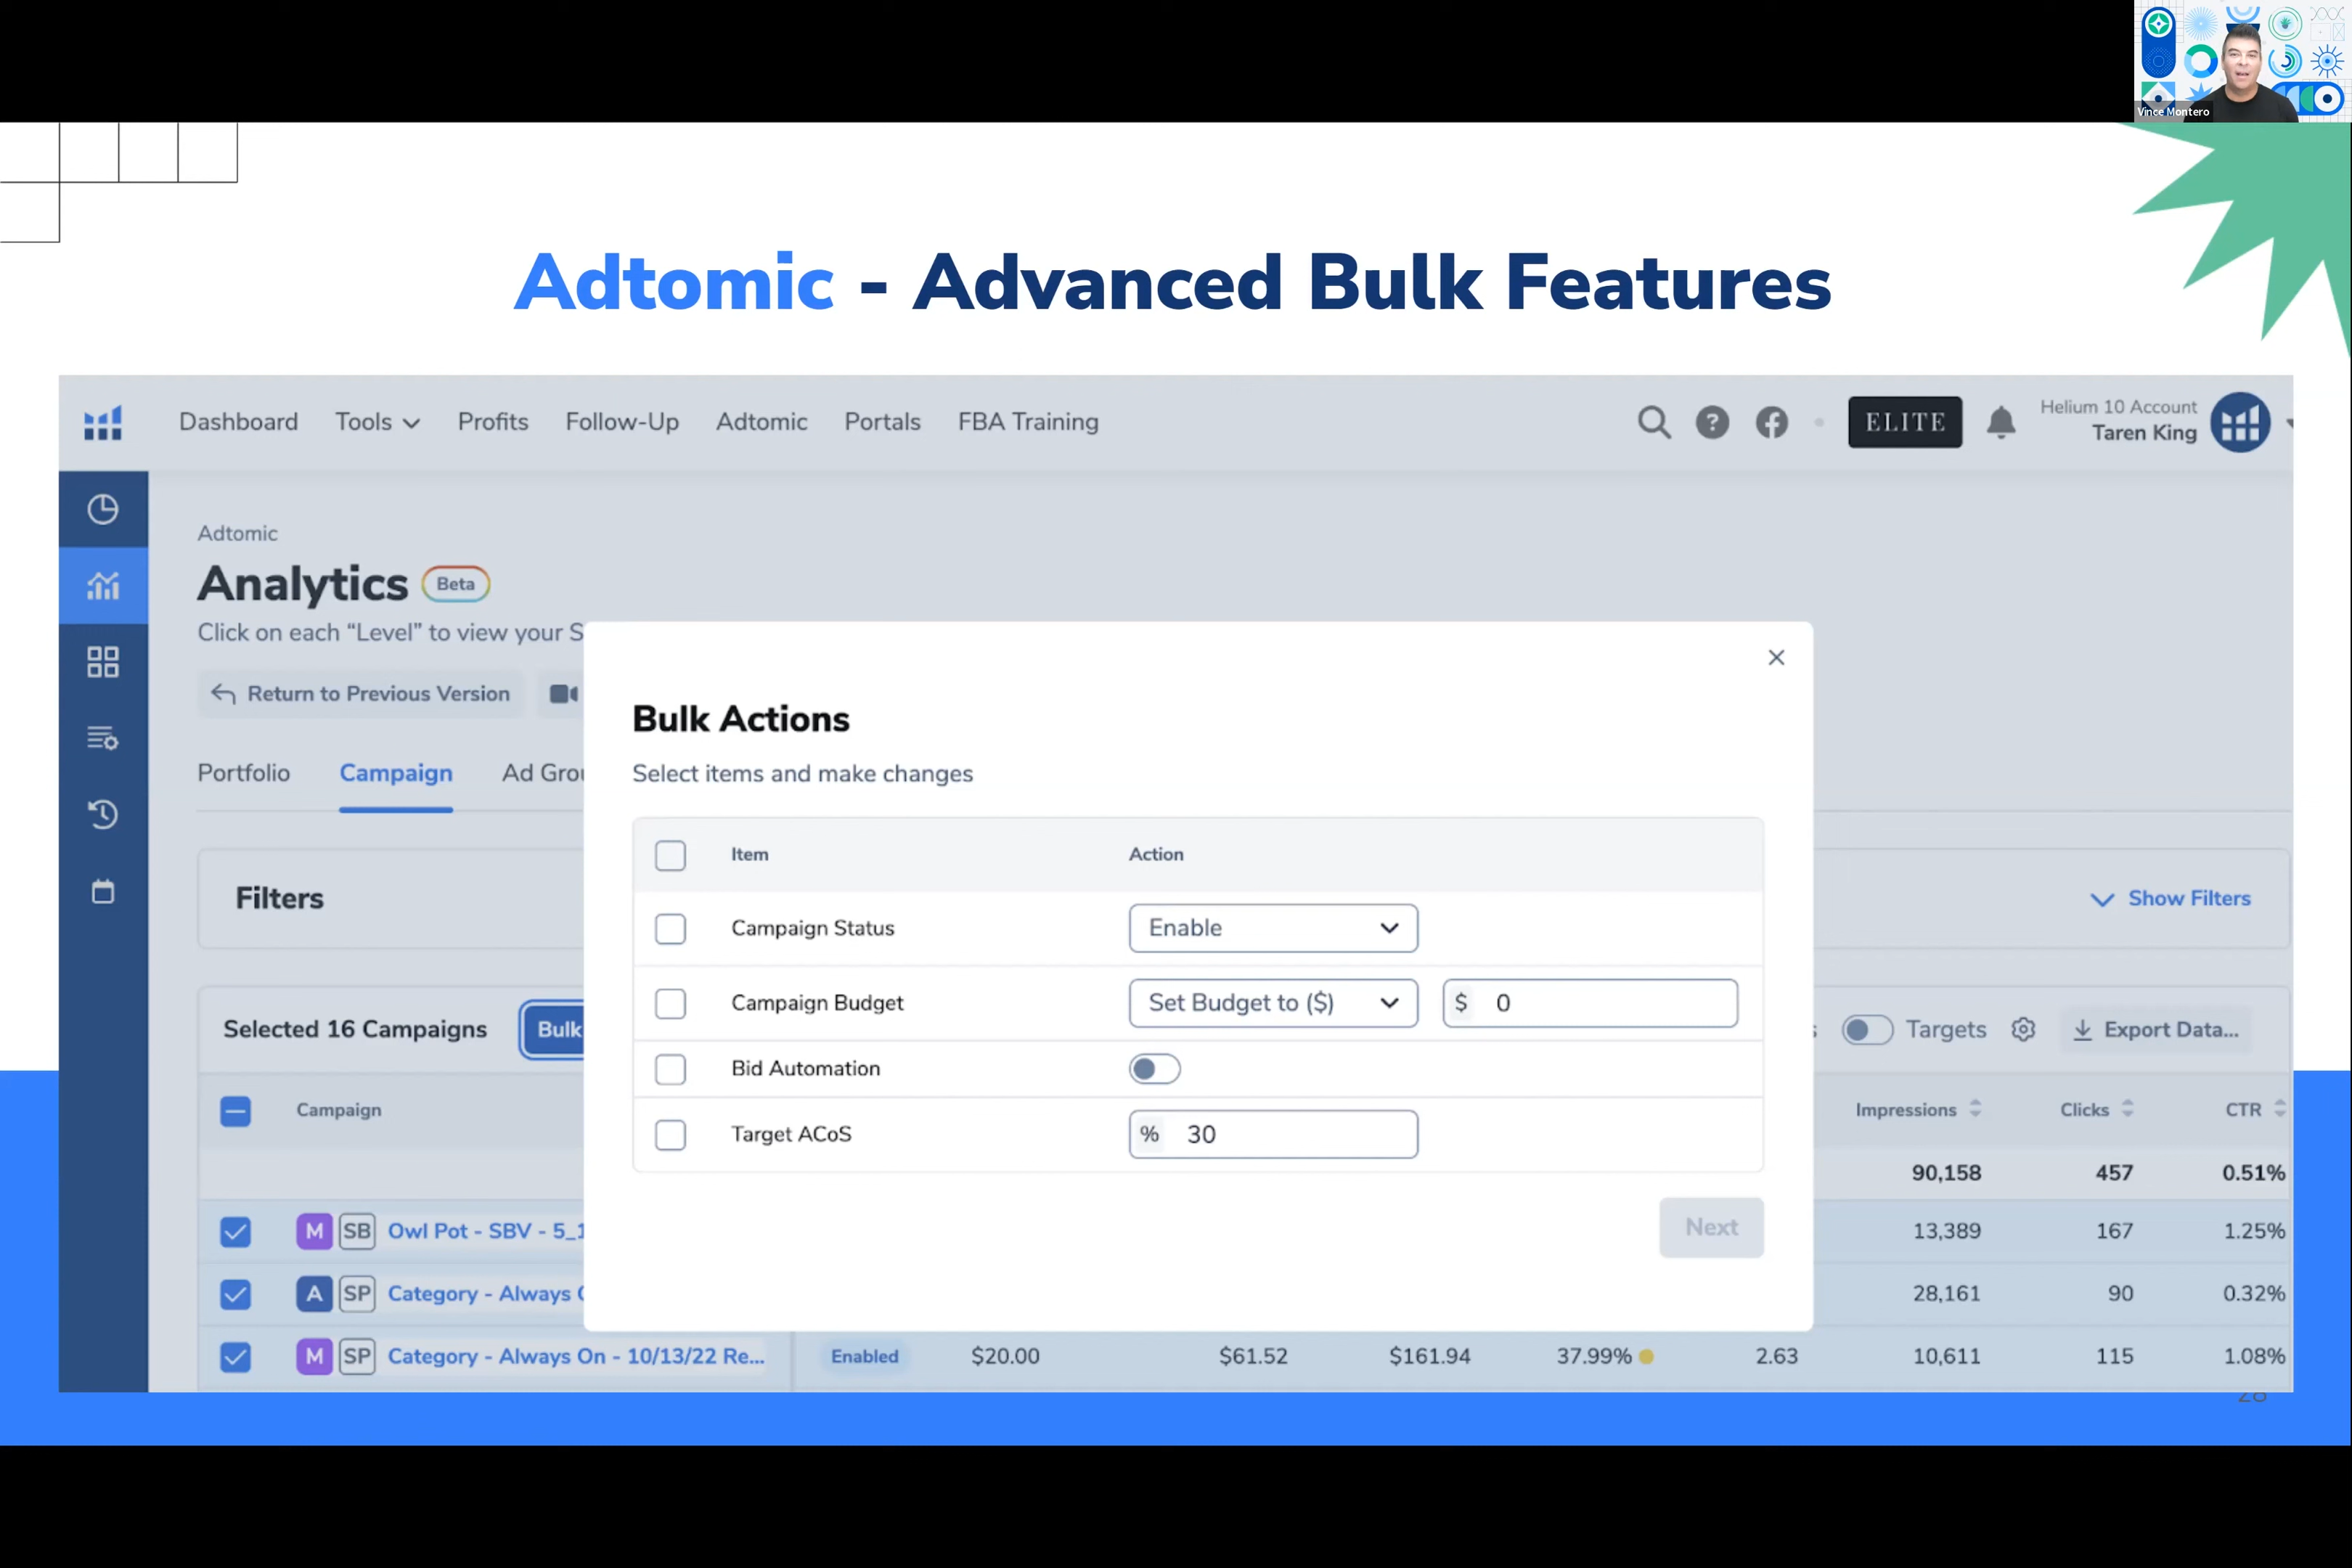 Vince Montero
Adtomic - Advanced Bulk Features
Dashboard Tools Profits Follow-Up Adtomic Portals FBA Training
ELITE
Helium 10 Account
Taren King
Adtomic
Analytics Beta
Click on each “Level” to view your S
Return to Previous Version
Portfolio Campaign Ad Grou
Filters
Show Filters
Selected 16 Campaigns Bulk
Targets Export Data...
Campaign Impressions Clicks CTR
90,158 457 0.51%
M SB Owl Pot - SBV - 5_1 13,389 167 1.25%
A SP Category - Always 28,161 90 0.32%
M SP Category - Always On - 10/13/22 Re... Enabled $20.00 $61.52 $161.94 37.99% 2.63 10,611 115 1.08%
Bulk Actions
Select items and make changes
Item Action
Campaign Status Enable
Campaign Budget Set Budget to ($) $ 0
Bid Automation
Target ACoS % 30
Next
28